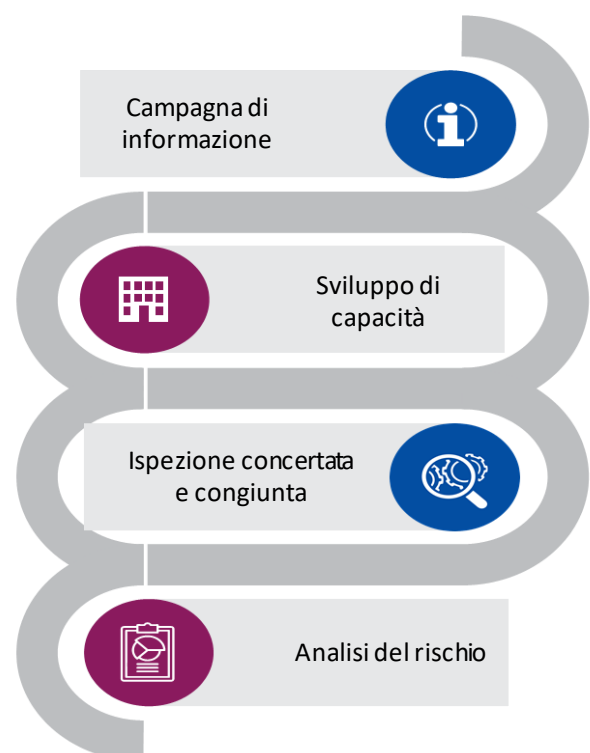 Campagna di
informazione
Sviluppo di
capacità
Ispezione concertata
e congiunta
Analisi del rischio